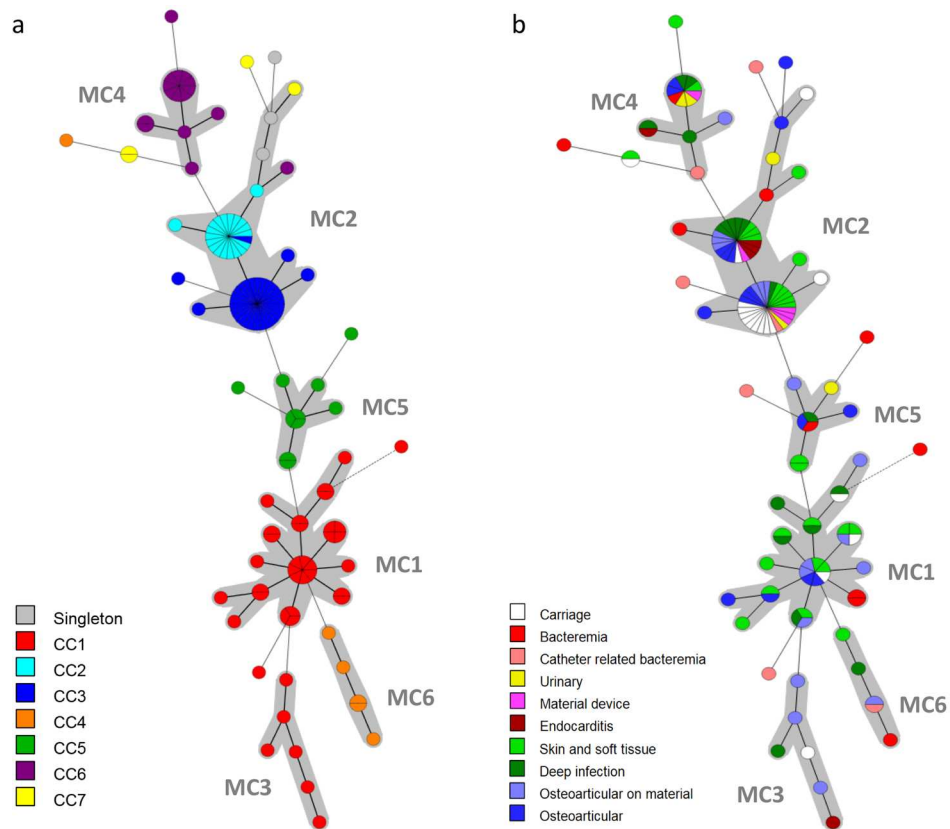 a
MC4
MC2
MC5
MC1
MC6
MC3
Singleton
CC1
CC2
CC3
CC4
CC5
CC6
CC7
b
MC4
MC2
MC5
MC1
MC6
MC3
Carriage
Bacteremia
Catheter related bacteremia
Urinary
Material device
Endocarditis
Skin and soft tissue
Deep infection
Osteoarticular on material
Osteoarticular